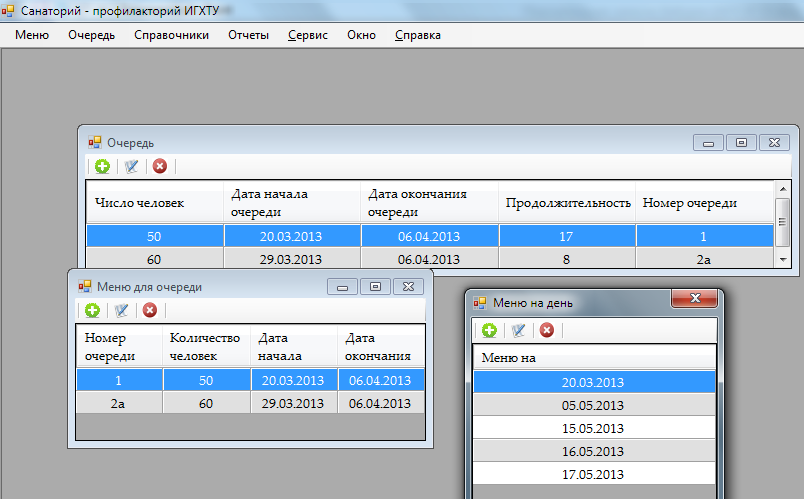 Санаторий - профилакторий ИГХТУ
Меню Очередь Справочники Отчеты Сервис Окно Справка
Очередь
Число человек Дата начала очереди Дата окончания очереди Продолжительность Номер очереди
50 20.03.2013 06.04.2013 17 1
60 29.03.2013 06.04.2013 8 2а
Меню для очереди
Номер очереди Количество человек Дата начала Дата окончания
1 50 20.03.2013 06.04.2013
2а 60 29.03.2013 06.04.2013
Меню на день
Меню на
20.03.2013
05.05.2013
15.05.2013
16.05.2013
17.05.2013